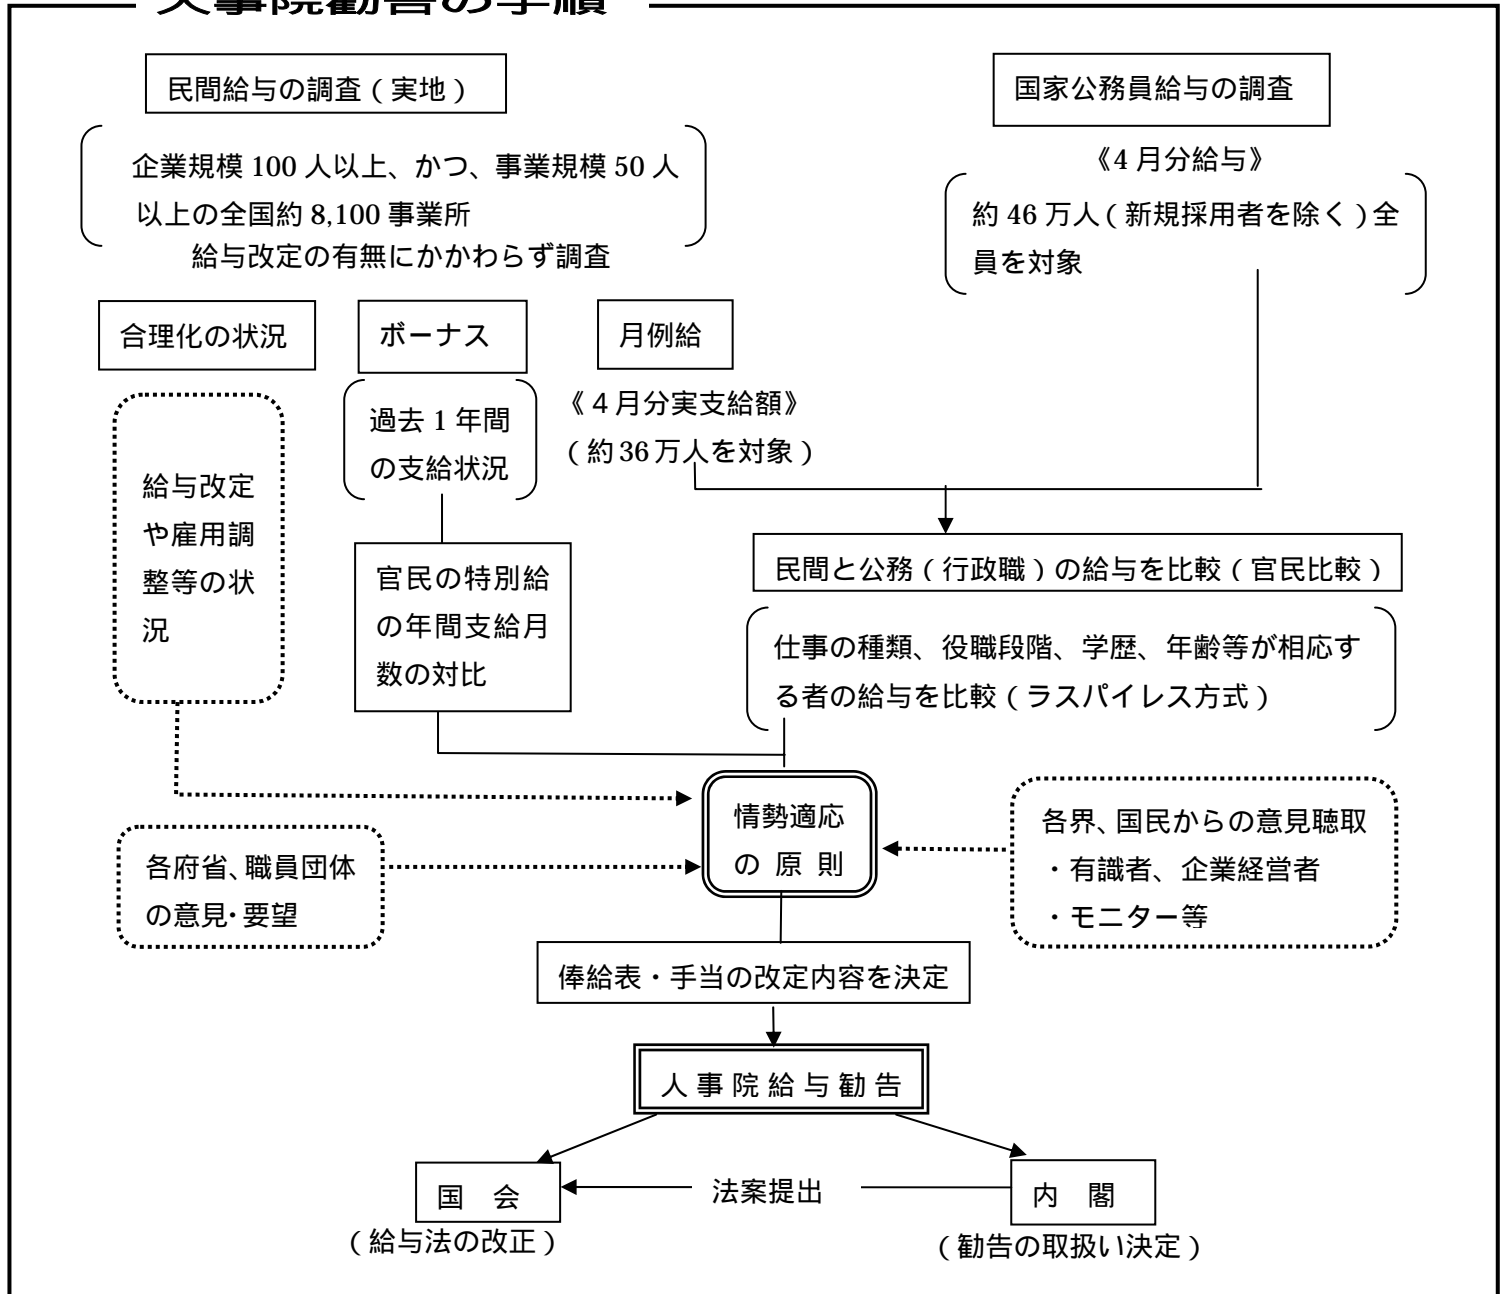 人事院勧告の手順
民間給与の調査（実地）
国家公務員給与の調査
企業規模 100 人以上、かつ、事業規模 50 人
以上の全国約 8,100 事業所
給与改定の有無にかかわらず調査
《4 月分給与》
約 46 万人（新規採用者を除く）全
員を対象
合理化の状況
ボーナス
月例給
給与改定
や雇用調
整等の状
況
過去 1 年間
の支給状況
《４月分実支給額》
（約 36 万人を対象）
官民の特別給
の年間支給月
数の対比
民間と公務（行政職）の給与を比較（官民比較）
仕事の種類、役職段階、学歴、年齢等が相応す
る者の給与を比較（ラスパイレス方式）
情勢適応
の 原 則
各府省、職員団体
の意見・要望
各界、国民からの意見聴取
・有識者、企業経営者
・モニター等
俸給表・手当の改定内容を決定
人事院給与勧告
国　会
法案提出
内　閣
（給与法の改正）
（勧告の取扱い決定）